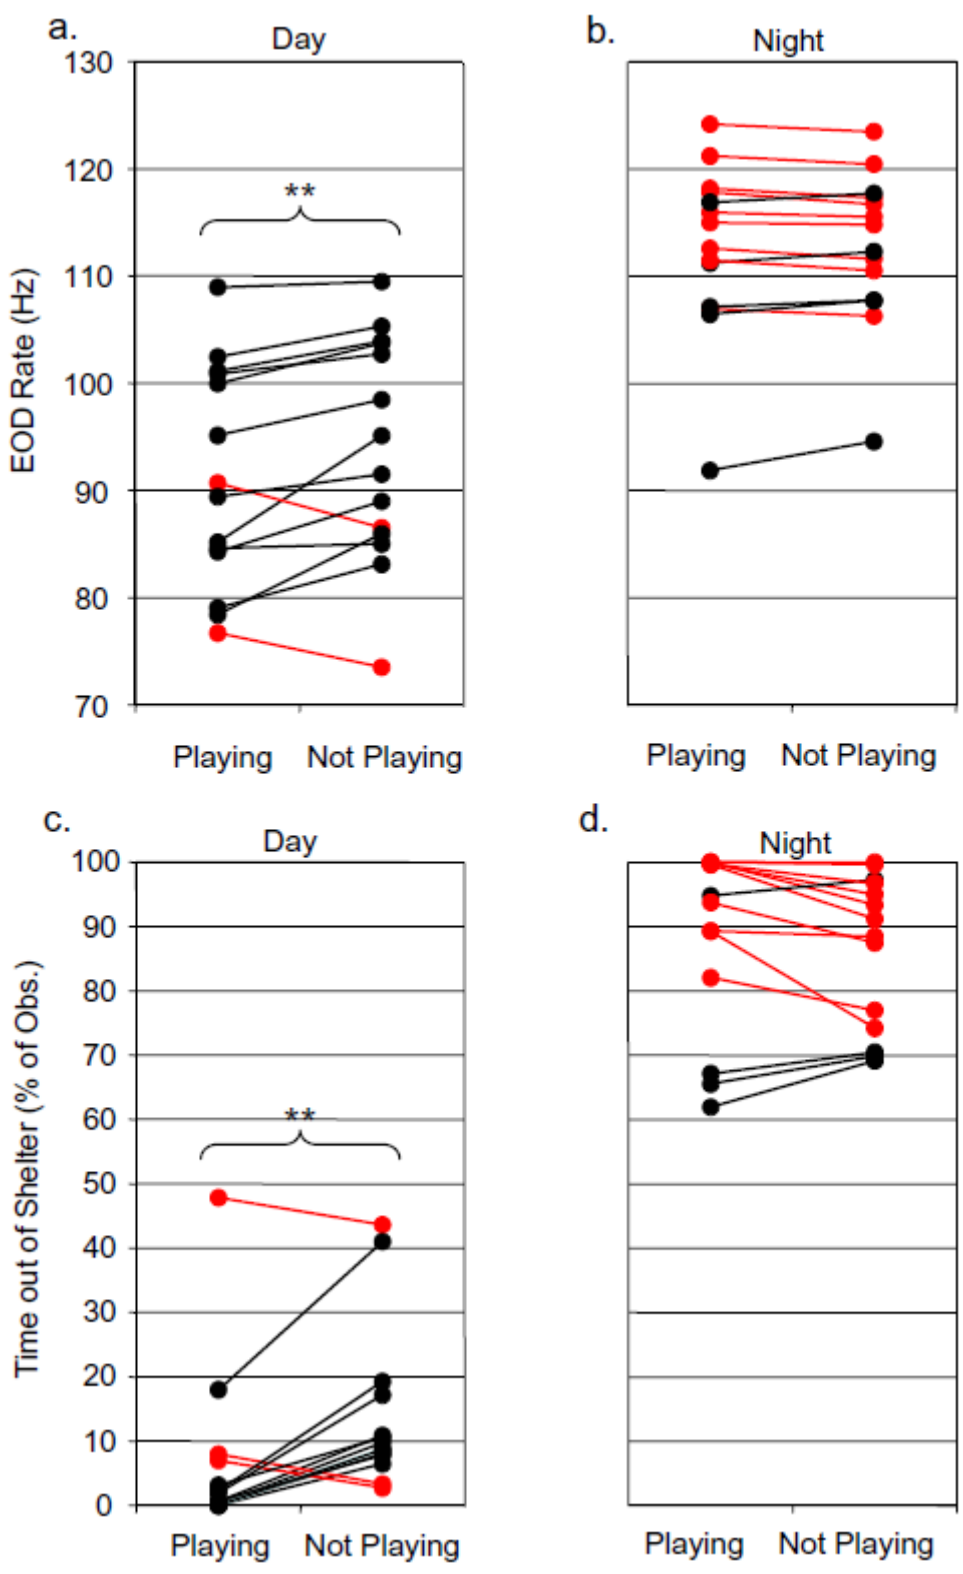 a.
Day
130
120
110
100
90
80
70
EOD Rate (Hz)
**
Playing Not Playing
b.
Night
Playing Not Playing
c.
Day
100
90
80
70
60
50
40
30
20
10
0
Time out of Shelter (% of Obs.)
**
Playing Not Playing
d.
Night
Playing Not Playing